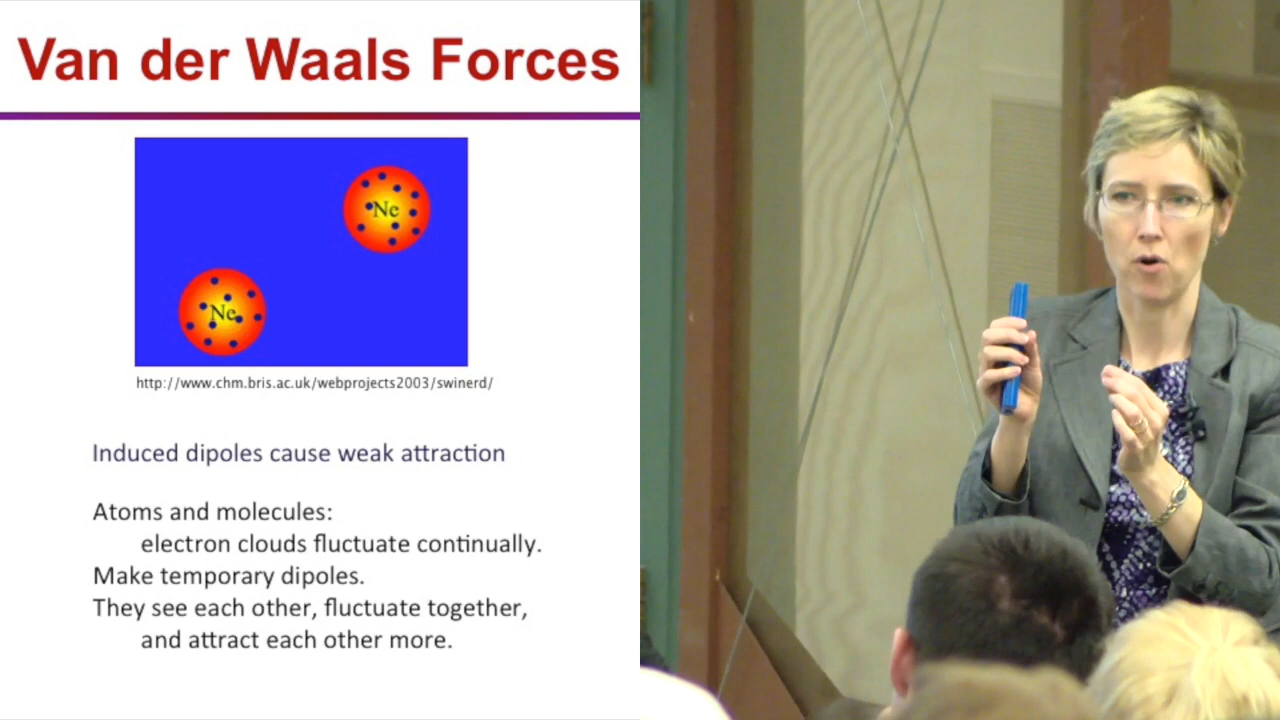 Van der Waals Forces
Ne
Ne
http://www.chm.bris.ac.uk/webprojects2003/swinerd/
Induced dipoles cause weak attraction
Atoms and molecules:
electron clouds fluctuate continually.
Make temporary dipoles.
They see each other, fluctuate together,
and attract each other more.